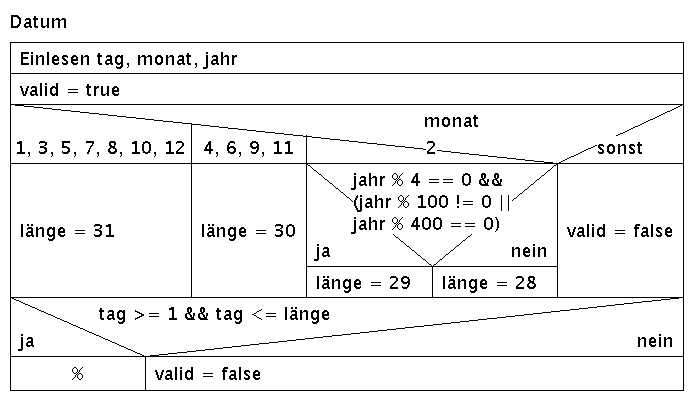 Datum
Einlesen tag, monat, jahr
valid = true
monat
1, 3, 5, 7, 8, 10, 12
4, 6, 9, 11
2
sonst
jahr % 4 == 0 &&
(jahr % 100 != 0 ||
jahr % 400 == 0)
länge = 31
länge = 30
valid = false
ja
nein
länge = 29
länge = 28
tag >= 1 && tag <= länge
ja
nein
%
valid = false